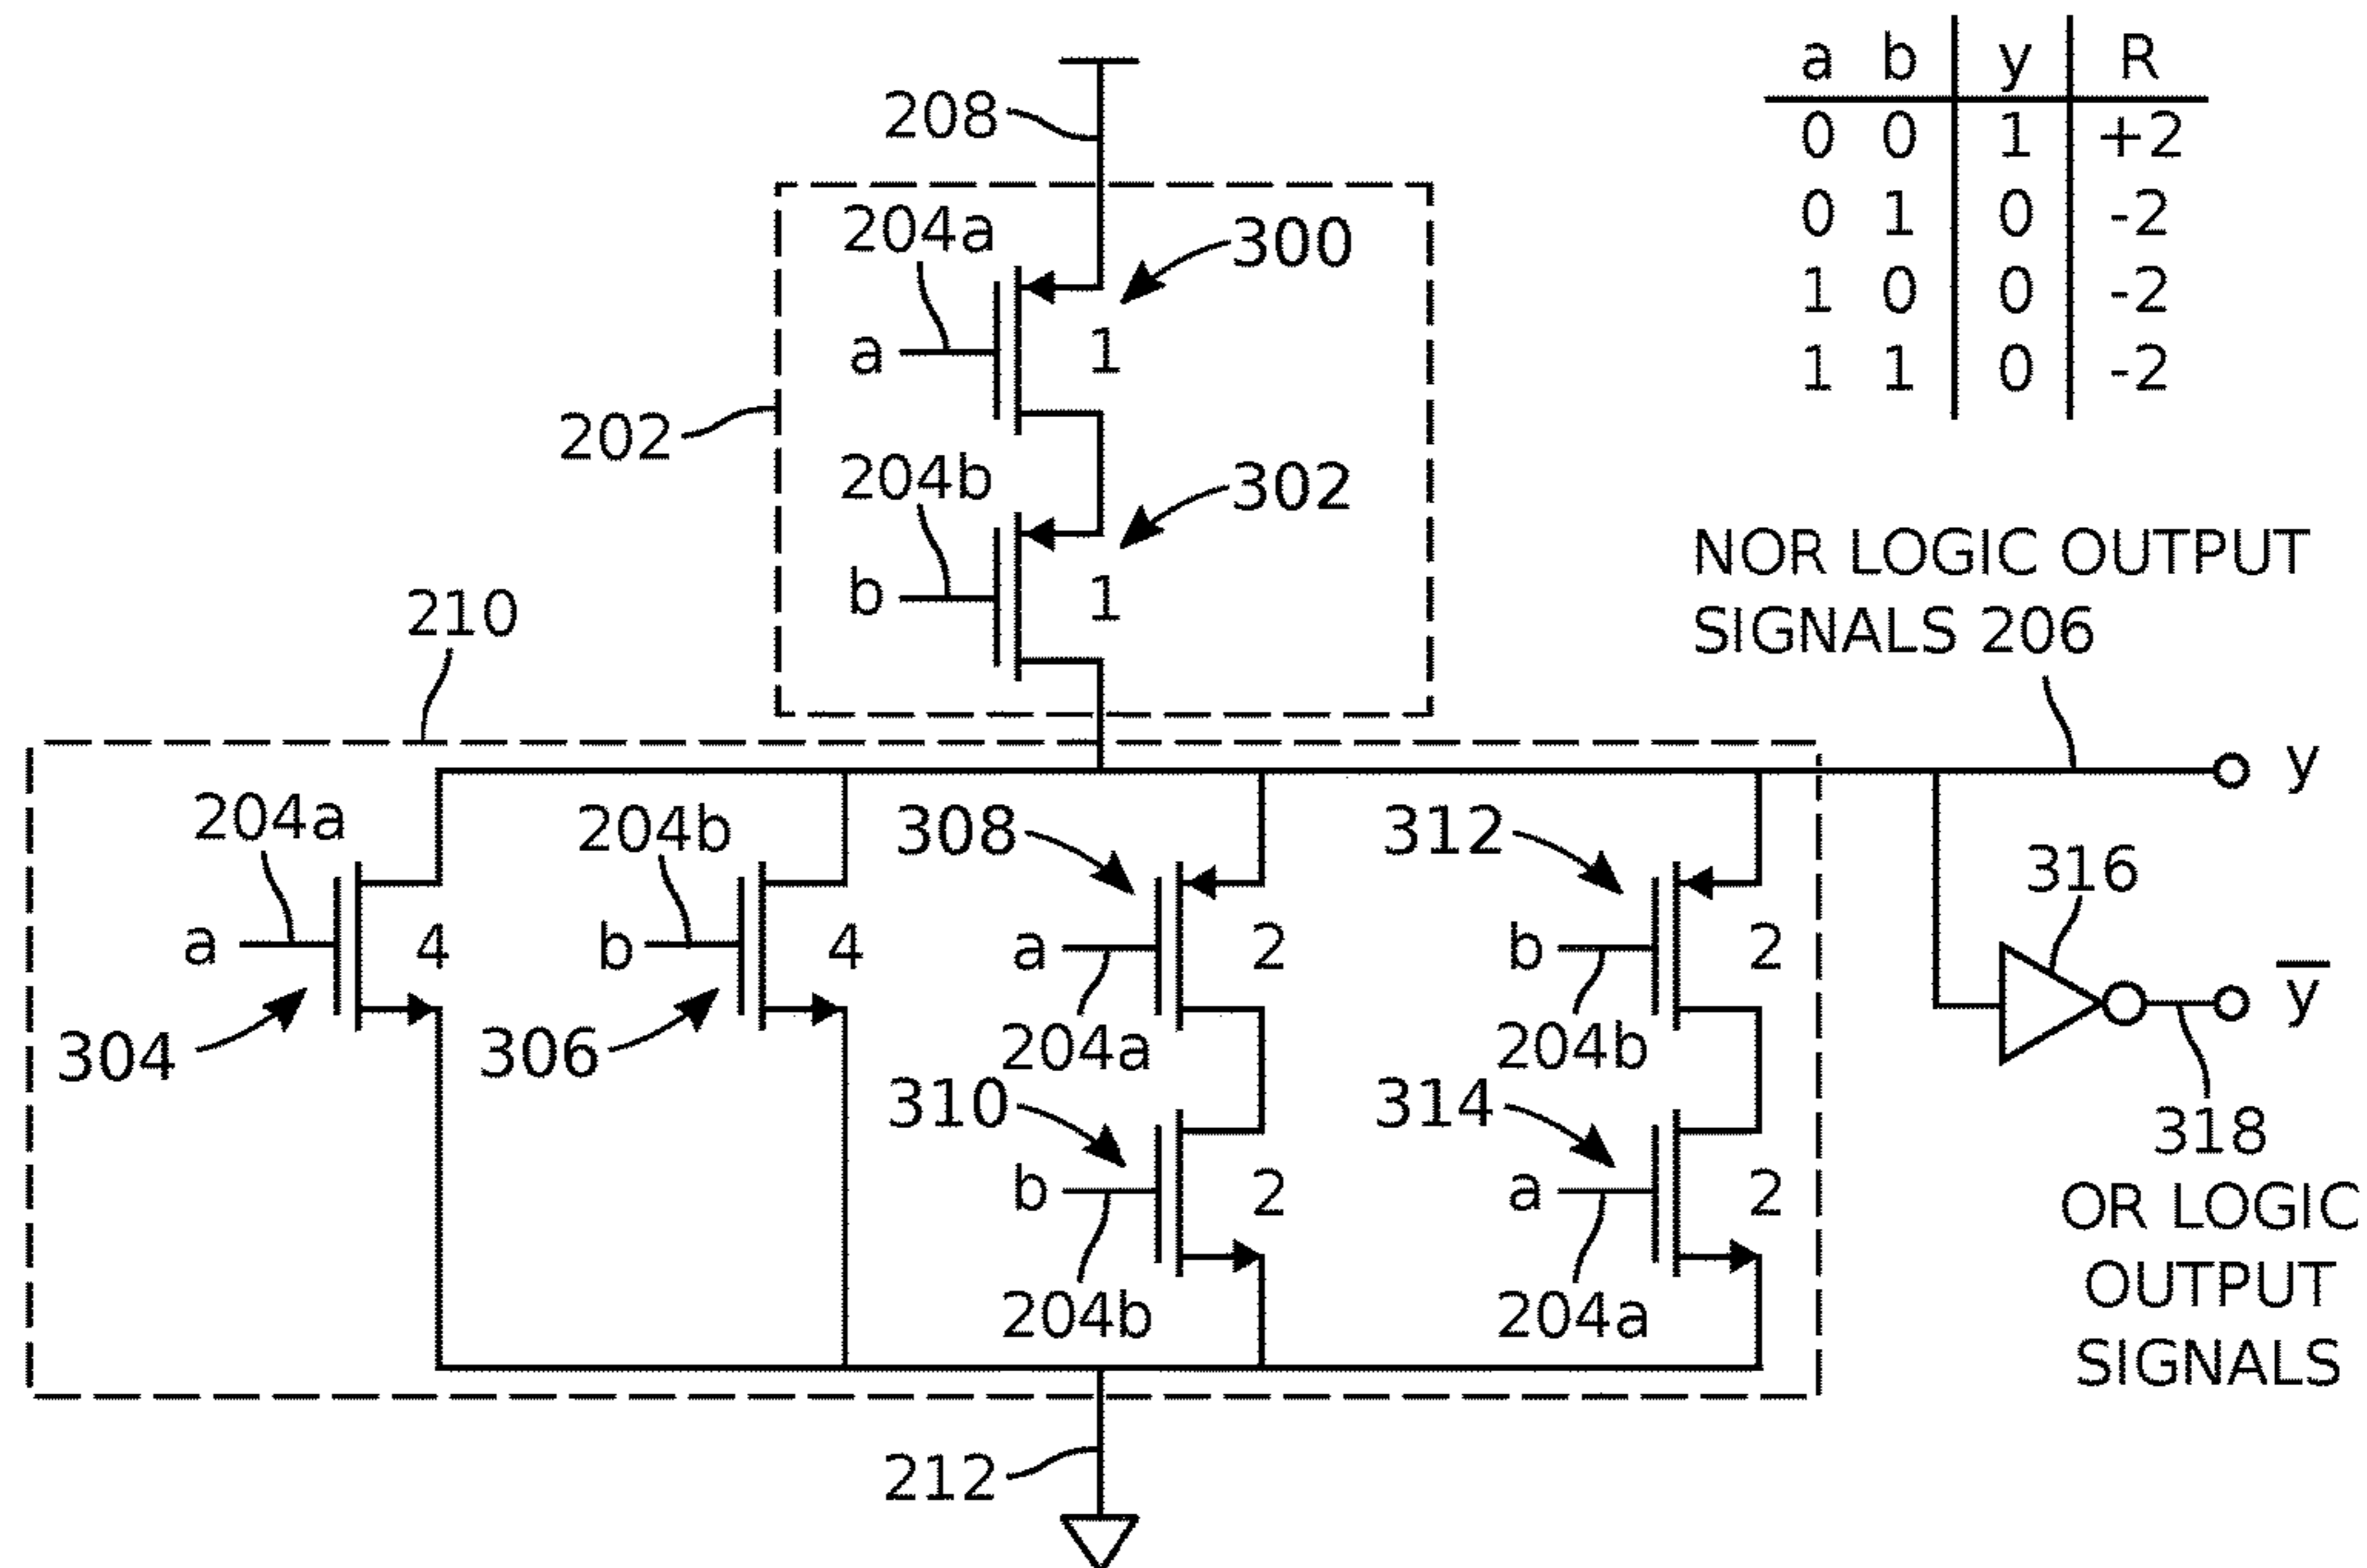 a b y R
0 0 1 +2
0 1 0 -2
1 0 0 -2
1 1 0 -2
208
204a
300
a
1
202
204b
302
b
1
NOR LOGIC OUTPUT
SIGNALS 206
210
y
204a
204b
308
312
316
a
4
b
4
a
2
b
2
y
304
306
204a
204b
310
314
318
b
2
a
2
OR LOGIC
OUTPUT
SIGNALS
204b
204a
212